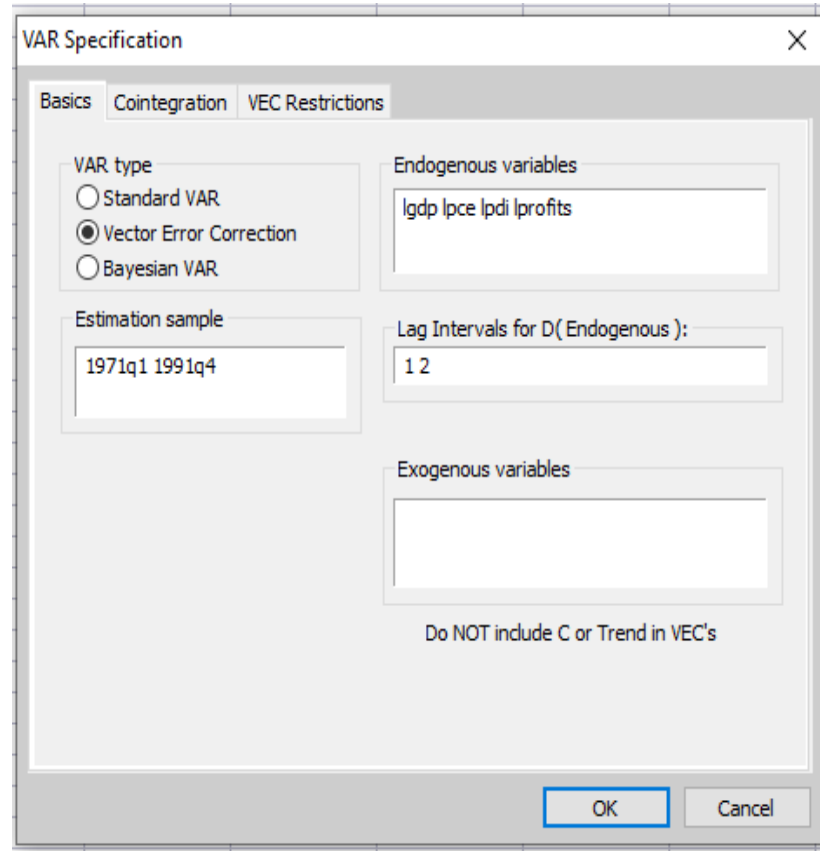 VAR Specification
Basics
Cointegration
VEC Restrictions
VAR type
Standard VAR
Vector Error Correction
Bayesian VAR
Endogenous variables
lgdp lpce lpdi lprofits
Estimation sample
1971q1 1991q4
Lag Intervals for D( Endogenous ):
1 2
Exogenous variables
Do NOT include C or Trend in VEC's
OK
Cancel